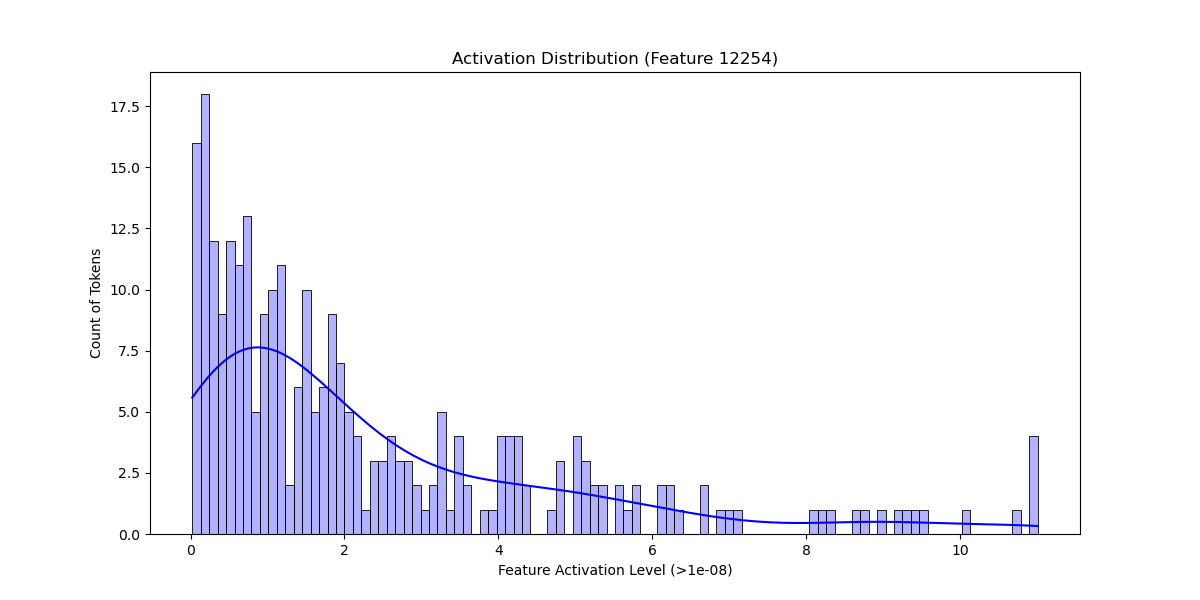 Activation Distribution (Feature 12254)
17.5
15.0
12.5
10.0
7.5
5.0
2.5
0.0
Count of Tokens
0 2 4 6 8 10
Feature Activation Level (>1e-08)